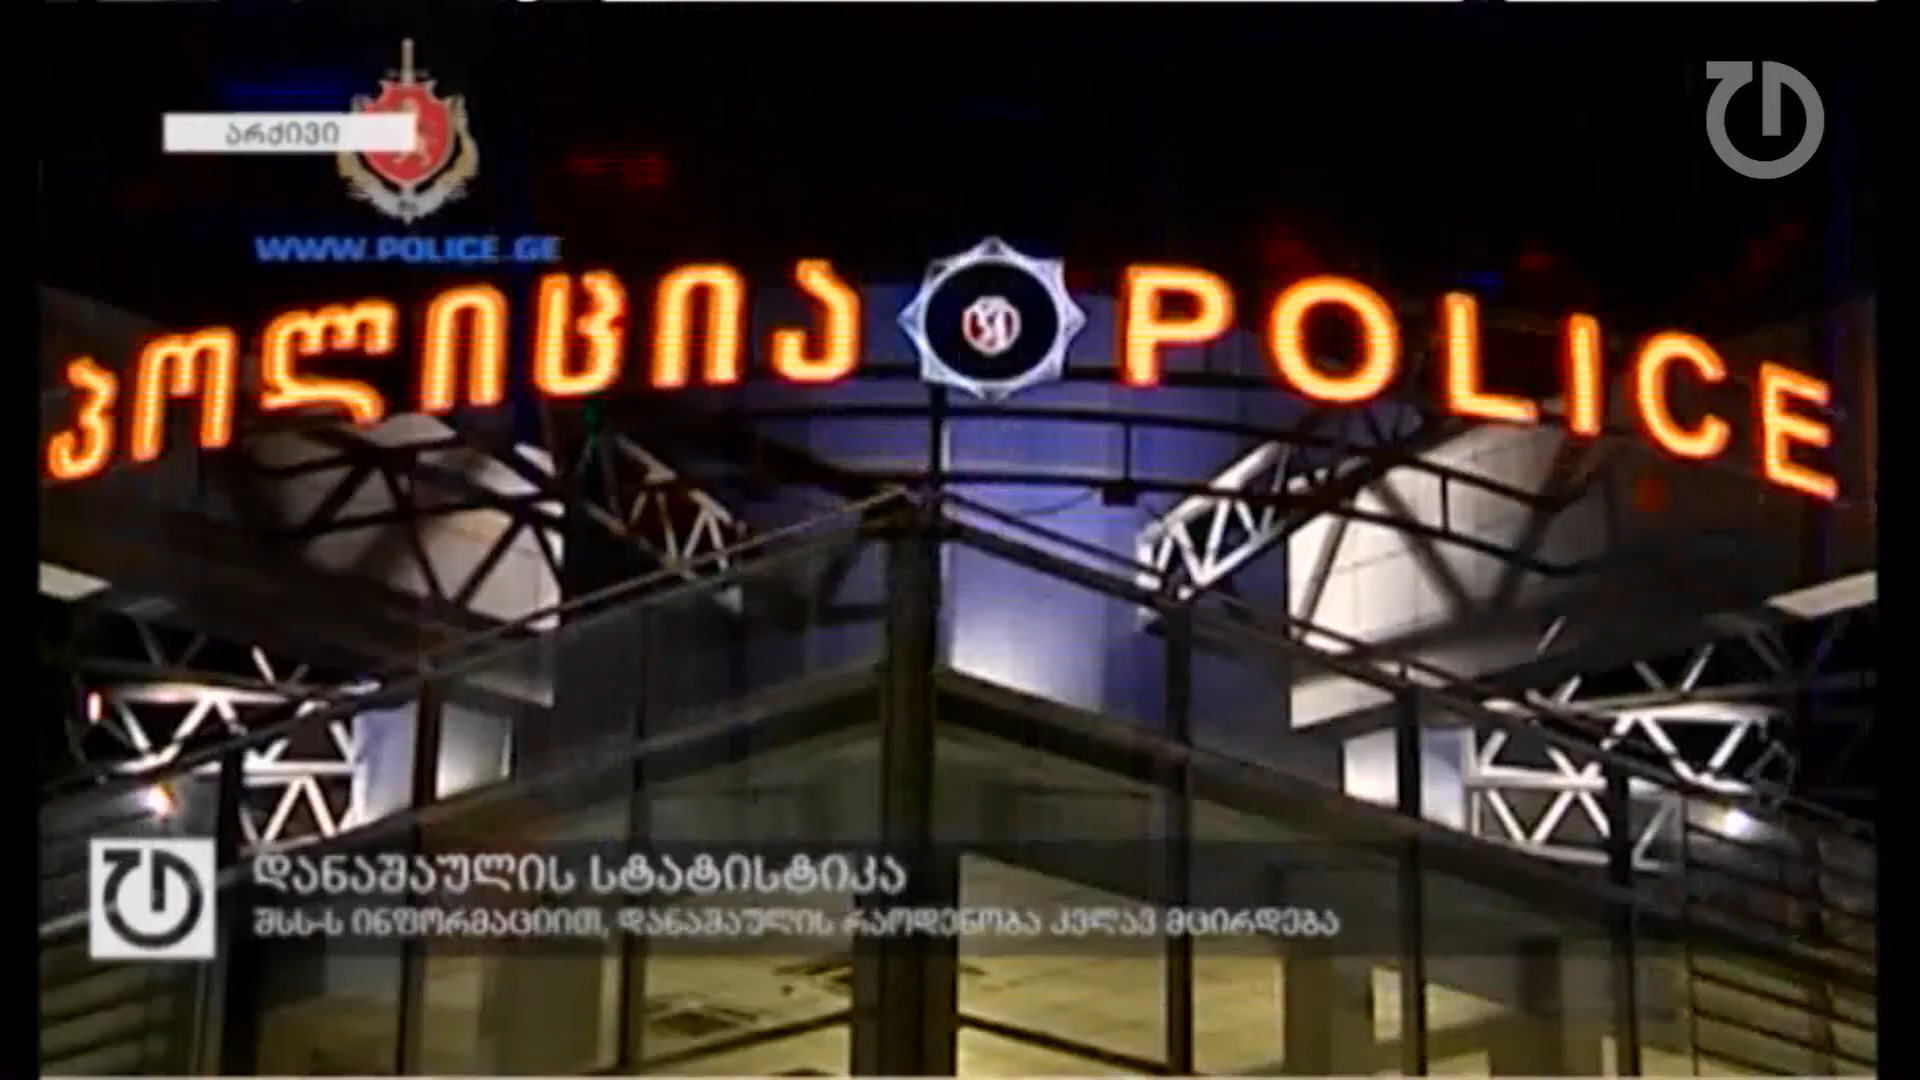 არქივი
WWW.POLICE.GE
პოლიცია POLICE
დანაშაულის სტატისტიკა
შსს-ს ინფორმაციით, დანაშაულის რაოდენობა კვლავ მცირდება